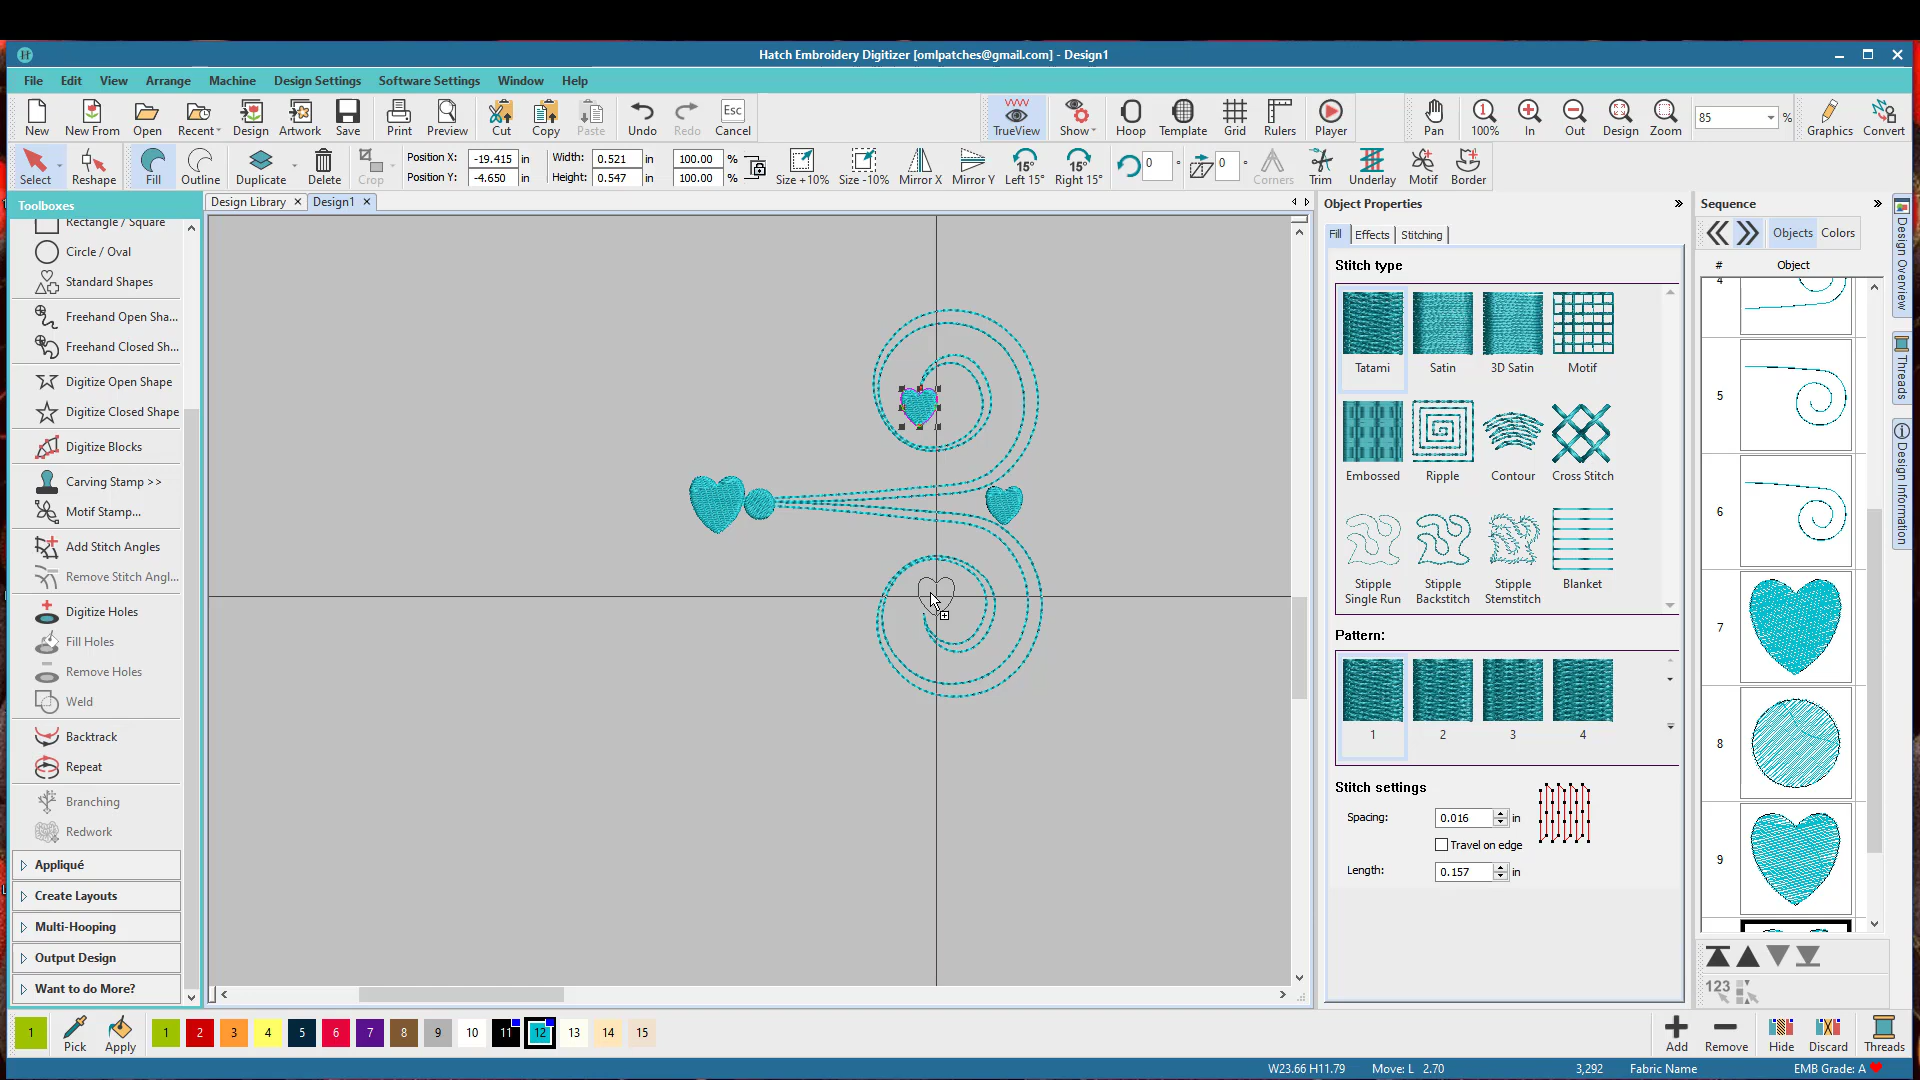 Hatch Embroidery Digitizer [omlpatches@gmail.com] - Design1
File Edit View Arrange Machine Design Settings Software Settings Window Help
New New From Open Recent Design Artwork Save Print Preview Cut Copy Paste Undo Redo Esc Cancel TrueView Show Hoop Template Grid Rulers Player Pan 1 100% In Out Design Zoom 85 % Graphics Convert
Select Reshape Fill Outline Duplicate Delete Crop
Position X: -19.415 in Width: 0.521 in 100.00 %
Position Y: -4.650 in Height: 0.547 in 100.00 %
Size +10% Size -10% Mirror X Mirror Y 15° Left 15° 15° Right 15° 0 ° 0 ° Corners Trim Underlay Motif Border
Toolboxes
Rectangle / Square
Circle / Oval
Standard Shapes
Freehand Open Sha...
Freehand Closed Sh...
Digitize Open Shape
Digitize Closed Shape
Digitize Blocks
Carving Stamp >>
Motif Stamp...
Add Stitch Angles
Remove Stitch Angl...
Digitize Holes
Fill Holes
Remove Holes
Weld
Backtrack
Repeat
Branching
Redwork
Appliqué
Create Layouts
Multi-Hooping
Output Design
Want to do More?
Design Library × Design1 ×
Object Properties
Fill Effects Stitching
Stitch type
Tatami Satin 3D Satin Motif
Embossed Ripple Contour Cross Stitch
Stipple Single Run Stipple Backstitch Stipple Stemstitch Blanket
Pattern:
1 2 3 4
Stitch settings
Spacing: 0.016 in
Travel on edge
Length: 0.157 in
Sequence
Objects Colors
# Object
4
5
6
7
8
9
123
Design Overview
Threads
Design Information
1 Pick Apply 1 2 3 4 5 6 7 8 9 10 11 12 13 14 15 Add Remove Hide Discard Threads
W23.66 H11.79 Move: L 2.70 3,292 Fabric Name EMB Grade: A